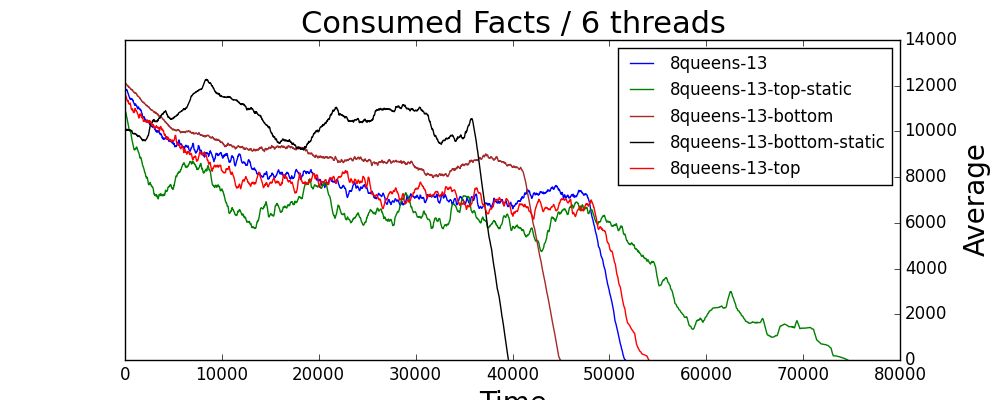 Consumed Facts / 6 threads
8queens-13
8queens-13-top-static
8queens-13-bottom
8queens-13-bottom-static
8queens-13-top
14000
12000
10000
8000
6000
4000
2000
0
Average
0 10000 20000 30000 40000 50000 60000 70000 80000
Time